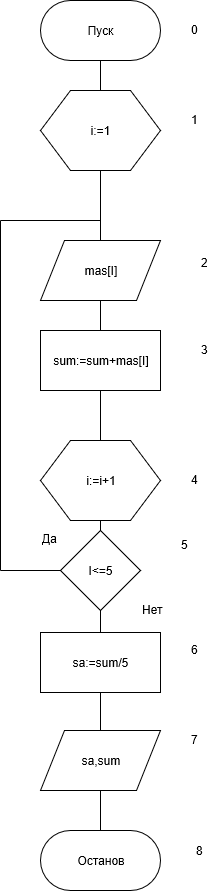 Пуск
0
i:=1
1
mas[I]
2
sum:=sum+mas[I]
3
i:=i+1
4
Да
I<=5
5
Нет
sa:=sum/5
6
sa,sum
7
Останов
8